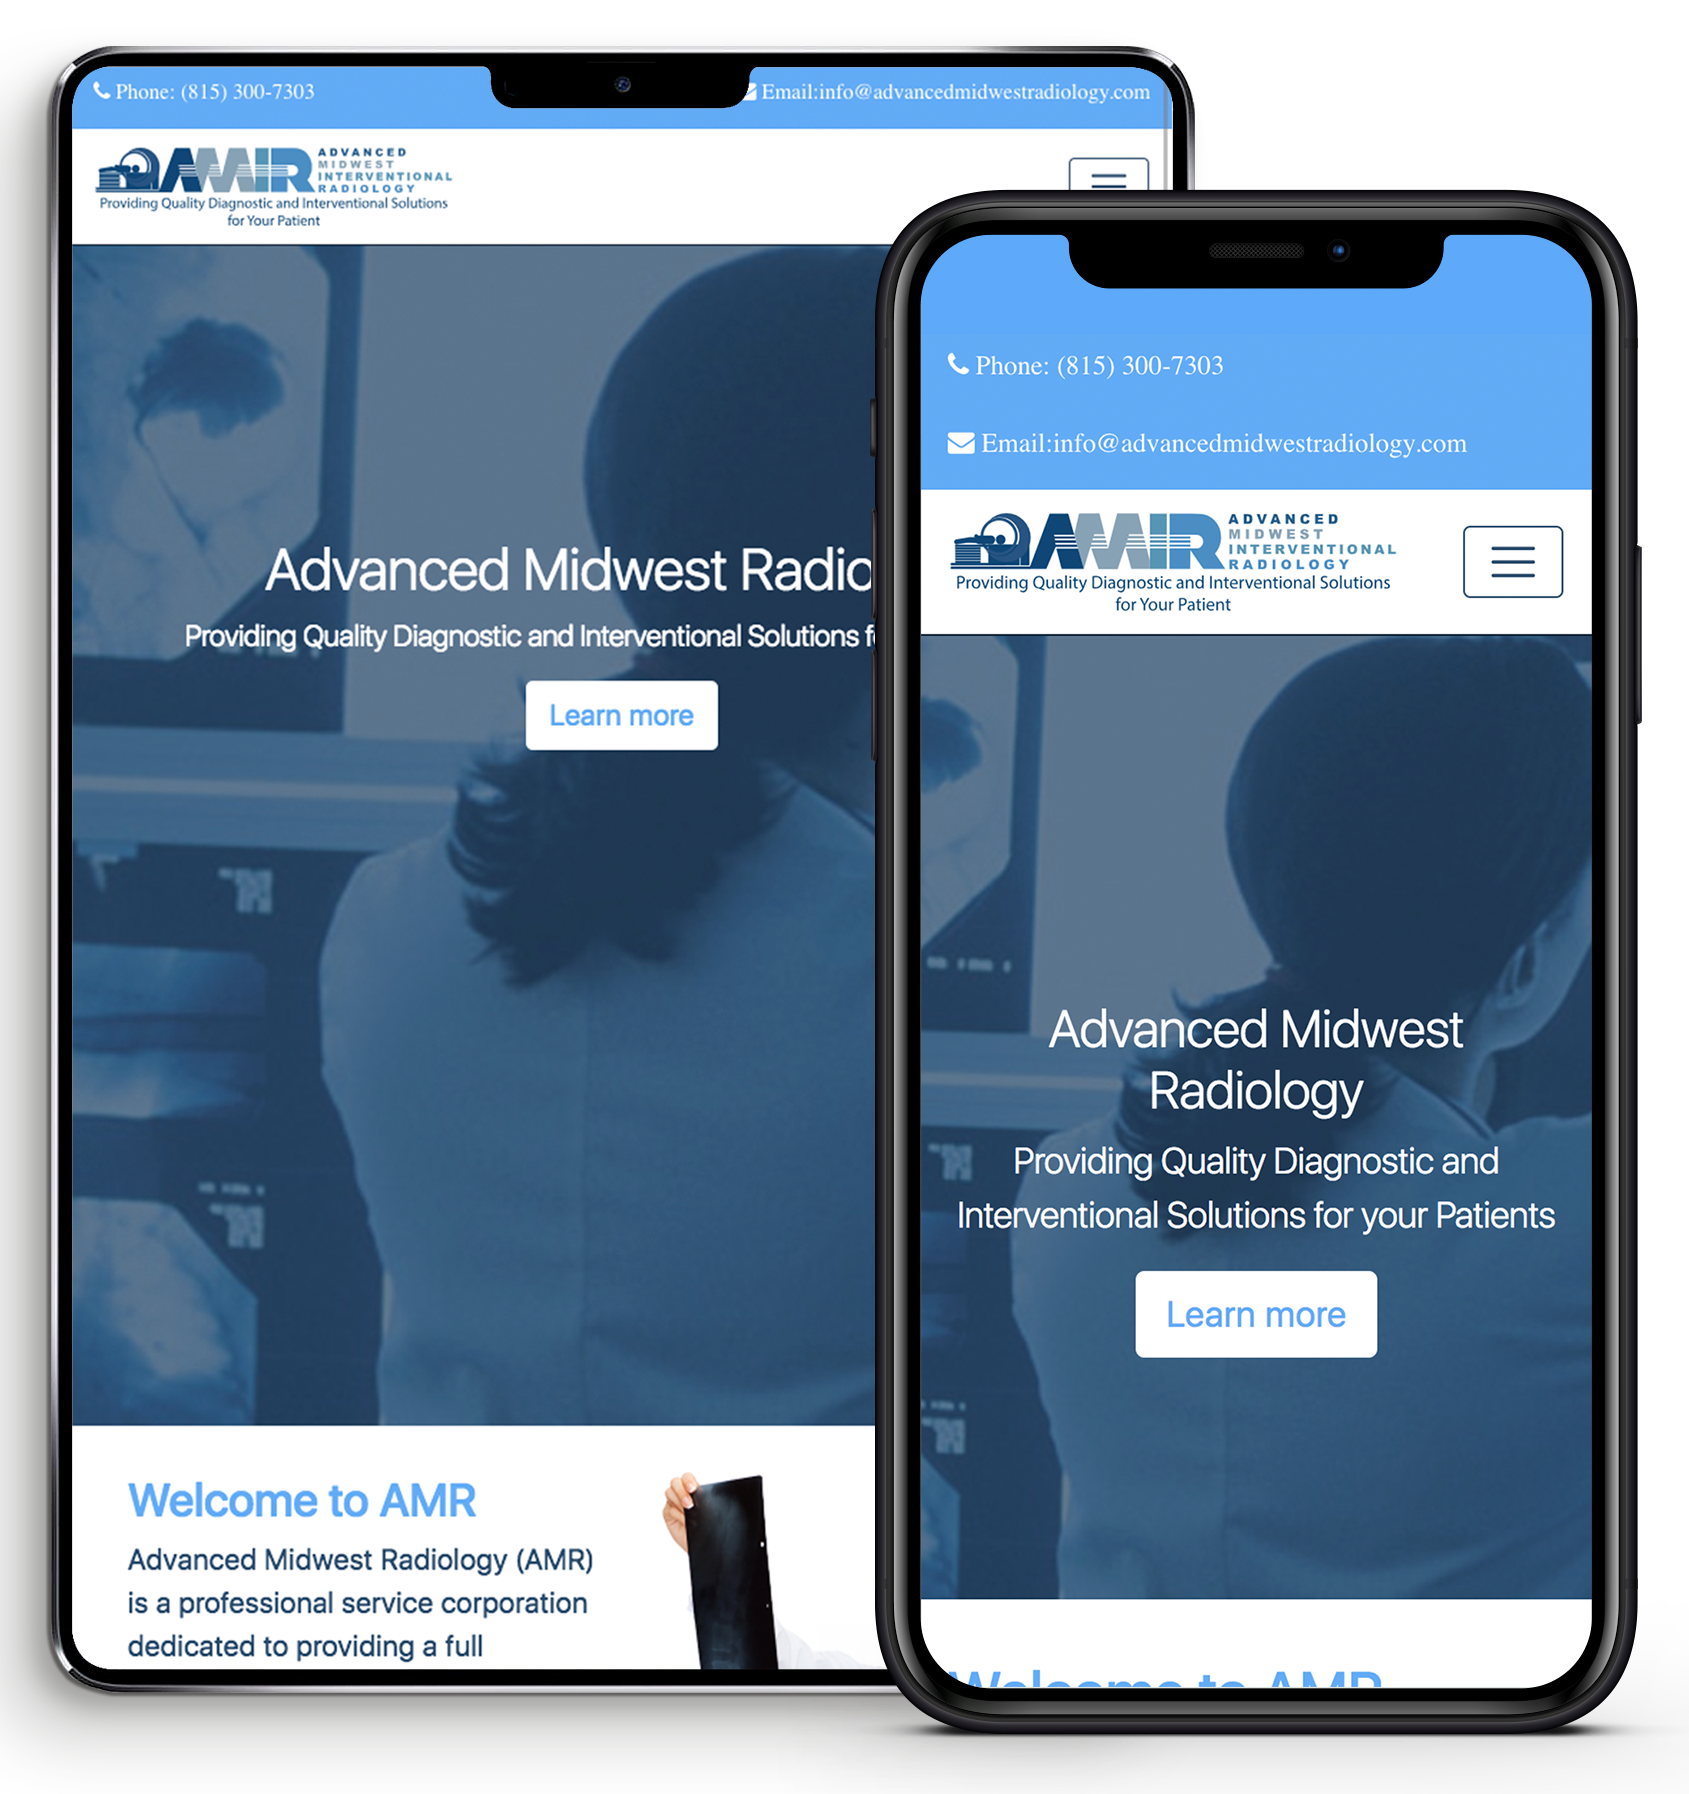 Phone: (815) 300-7303
Email:info@advancedmidwestradiology.com
AMIR
ADVANCED
MIDWEST
INTERVENTIONAL
RADIOLOGY
Providing Quality Diagnostic and Interventional Solutions
for Your Patient
Advanced Midwest Radio
Providing Quality Diagnostic and Interventional Solutions f
Learn more
Welcome to AMR
Advanced Midwest Radiology (AMR)
is a professional service corporation
dedicated to providing a full
Phone: (815) 300-7303
Email:info@advancedmidwestradiology.com
AMIR
ADVANCED
MIDWEST
INTERVENTIONAL
RADIOLOGY
Providing Quality Diagnostic and Interventional Solutions
for Your Patient
Advanced Midwest
Radiology
Providing Quality Diagnostic and
Interventional Solutions for your Patients
Learn more
Welcome to AMR